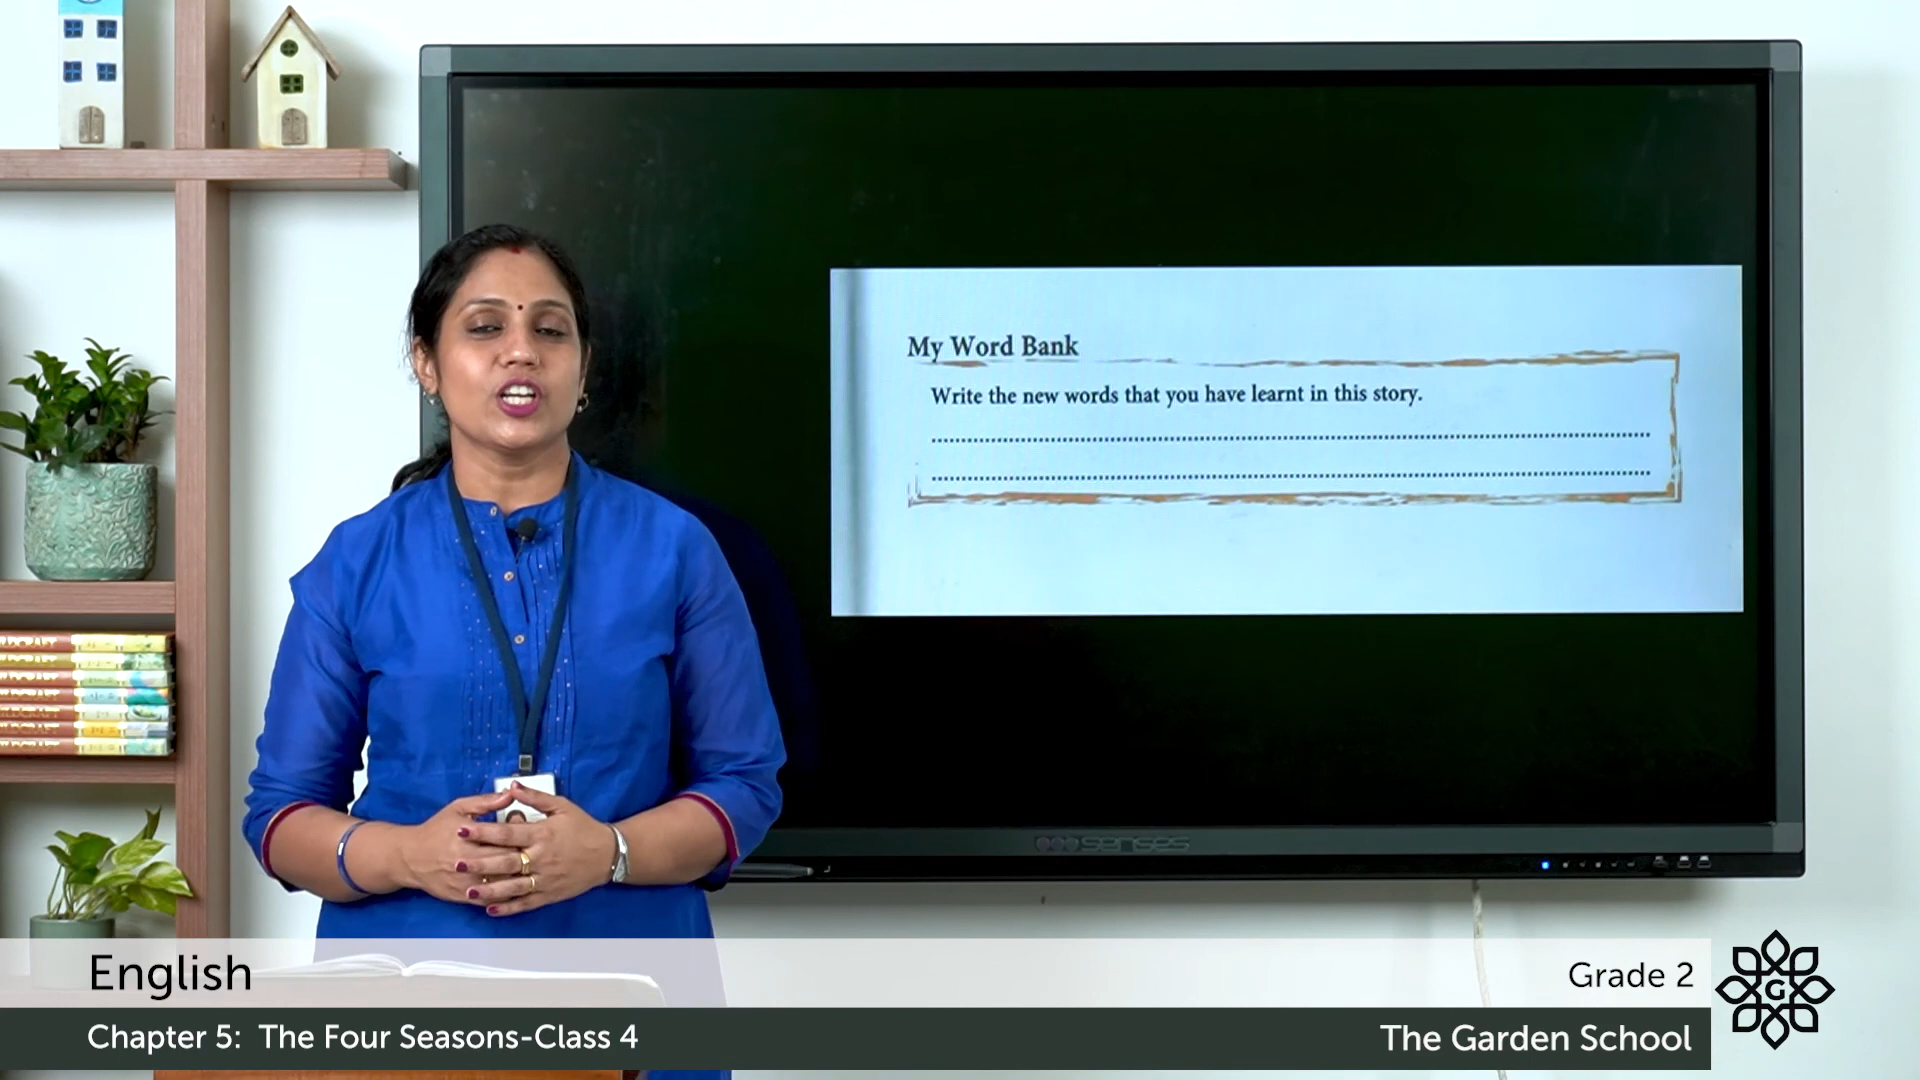 My Word Bank
Write the new words that you have learnt in this story.
senses
English
Grade 2
Chapter 5: The Four Seasons-Class 4
The Garden School
G